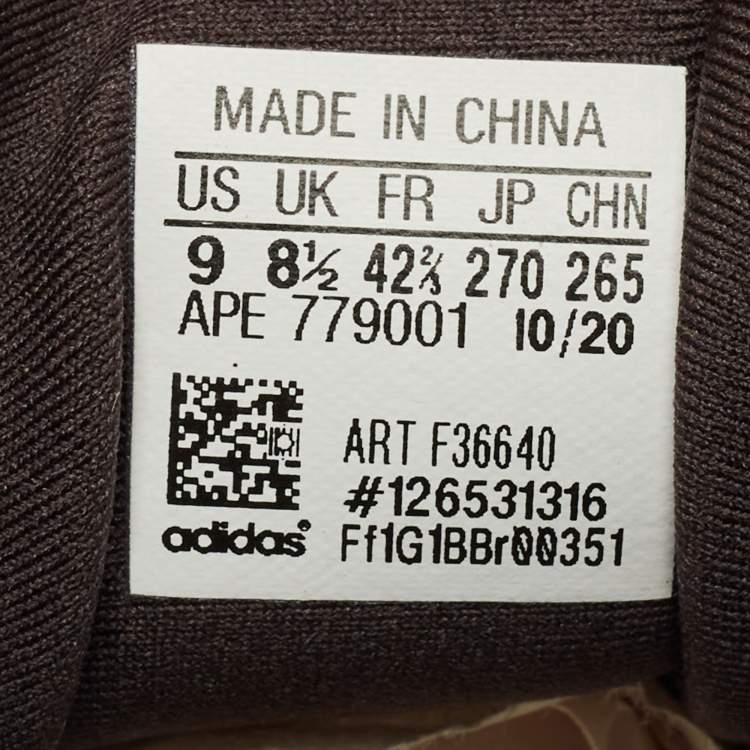 MADE IN CHINA
US UK FR JP CHN
9 8½ 42⅔ 270 265
APE 779001 10/20
ART F36640
#126531316
adidas® Ff1G1BBr00351